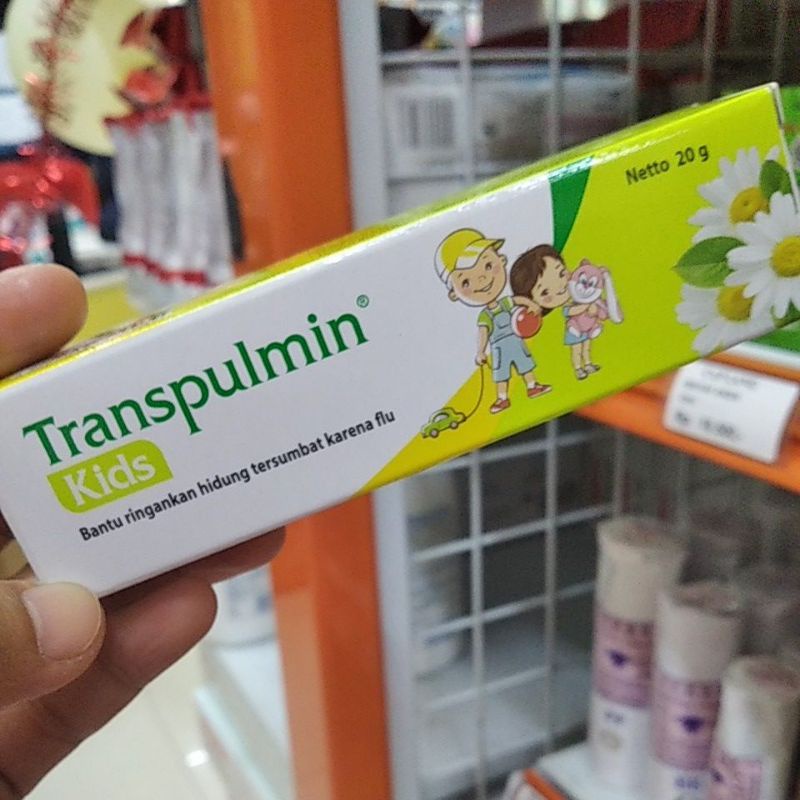 Transpulmin®
Kids
Bantu ringankan hidung tersumbat karena flu
Netto 20 g